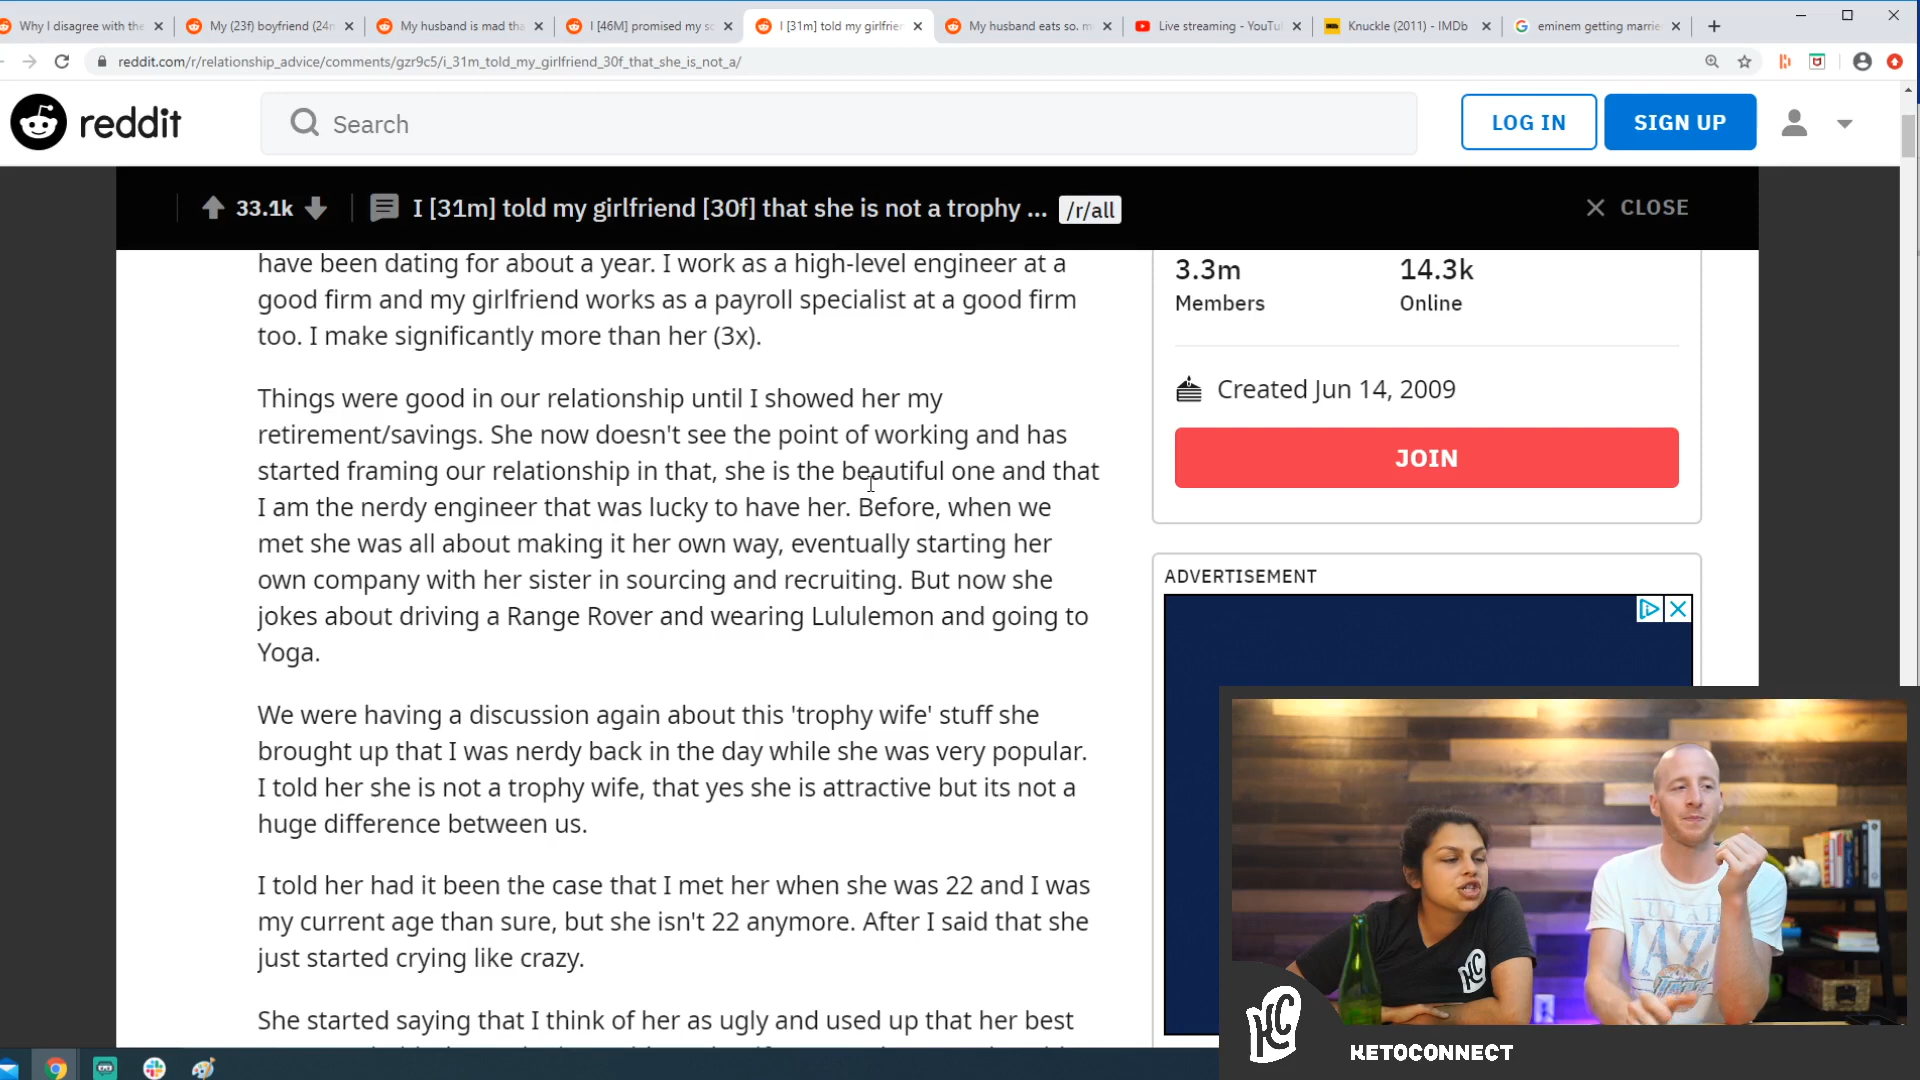 Why I disagree with the
My (23f) boyfriend (24n
My husband is mad tha
I [46M] promised my so
I [31m] told my girlfrien
My husband eats so. m
Live streaming - YouTu
Knuckle (2011) - IMDb
eminem getting marrie
reddit.com/r/relationship_advice/comments/gzr9c5/i_31m_told_my_girlfriend_30f_that_she_is_not_a/
reddit
Search
LOG IN
SIGN UP
33.1k
I [31m] told my girlfriend [30f] that she is not a trophy ...
/r/all
CLOSE
have been dating for about a year. I work as a high-level engineer at a
good firm and my girlfriend works as a payroll specialist at a good firm
too. I make significantly more than her (3x).
Things were good in our relationship until I showed her my
retirement/savings. She now doesn't see the point of working and has
started framing our relationship in that, she is the beautiful one and that
I am the nerdy engineer that was lucky to have her. Before, when we
met she was all about making it her own way, eventually starting her
own company with her sister in sourcing and recruiting. But now she
jokes about driving a Range Rover and wearing Lululemon and going to
Yoga.
We were having a discussion again about this 'trophy wife' stuff she
brought up that I was nerdy back in the day while she was very popular.
I told her she is not a trophy wife, that yes she is attractive but its not a
huge difference between us.
I told her had it been the case that I met her when she was 22 and I was
my current age than sure, but she isn't 22 anymore. After I said that she
just started crying like crazy.
She started saying that I think of her as ugly and used up that her best
3.3m
Members
14.3k
Online
Created Jun 14, 2009
JOIN
ADVERTISEMENT
KC
JAZZ
KC
KETOCONNECT